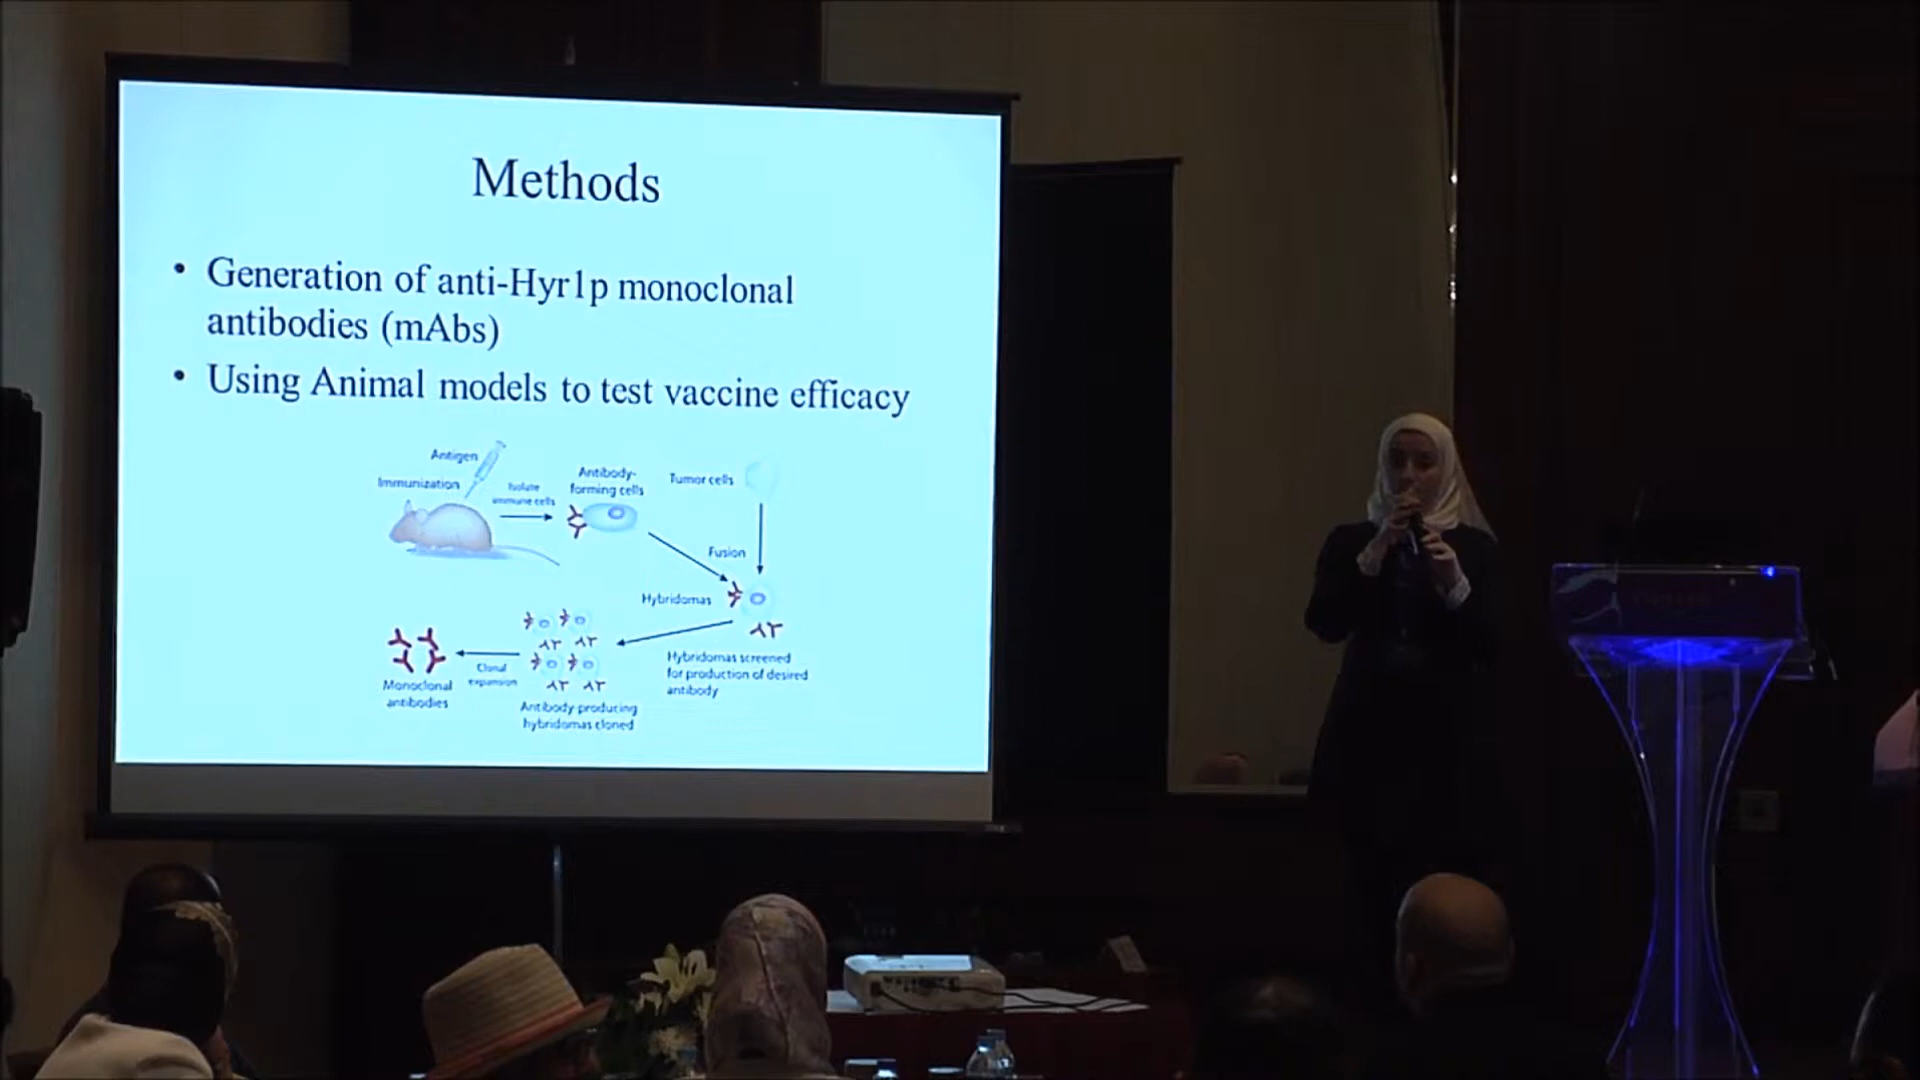 Methods
• Generation of anti-Hyr1p monoclonal
antibodies (mAbs)
• Using Animal models to test vaccine efficacy
Antigen
Immunization
Isolate
immune cells
Antibody-
forming cells
Tumor cells
Fusion
Hybridomas
Hybridomas screened
for production of desired
antibody
Antibody-producing
hybridomas cloned
Clonal
expansion
Monoclonal
antibodies